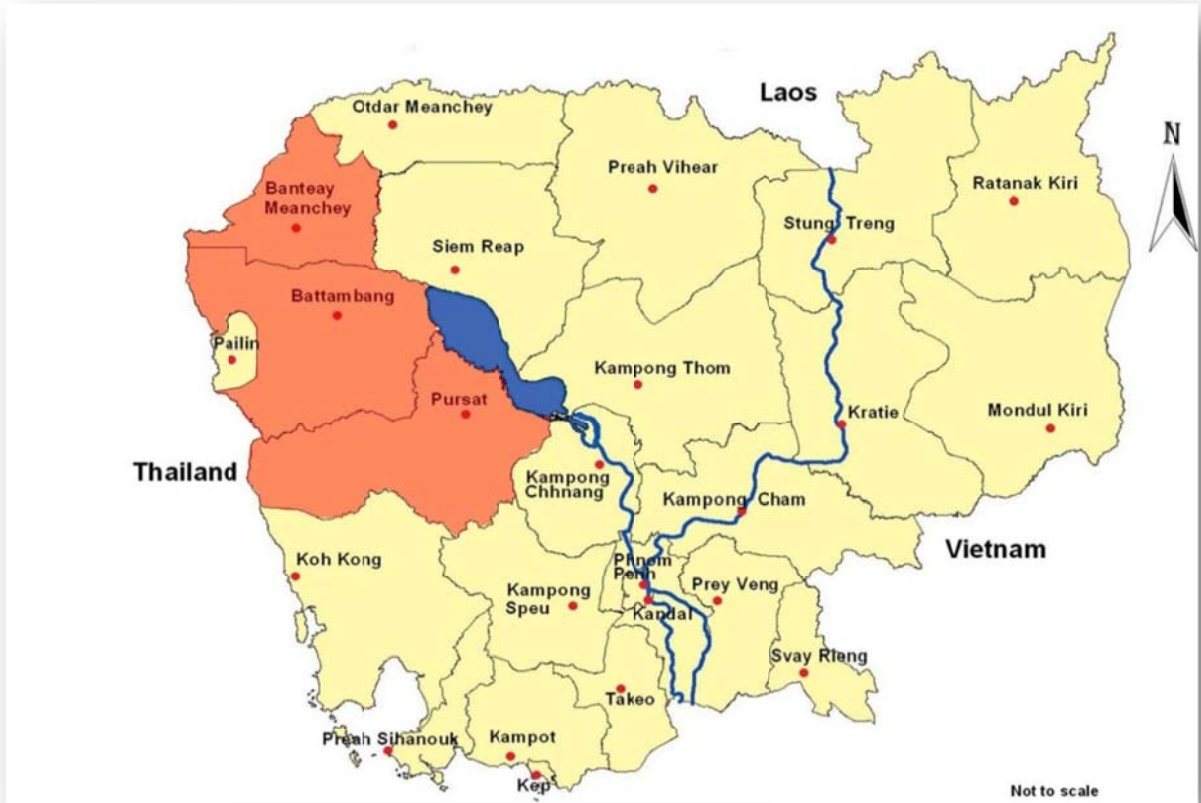 Laos
N
Otdar Meanchey
Preah Vihear
Banteay
Meanchey
Ratanak Kiri
Stung Treng
Siem Reap
Battambang
Pailin
Kampong Thom
Pursat
Kratie
Mondul Kiri
Thailand
Kampong
Chhnang
Kampong Cham
Vietnam
Koh Kong
Phnom
Penh
Kampong
Speu
Prey Veng
Kandal
Svay Rieng
Takeo
Preah Sihanouk
Kampot
Kep
Not to scale